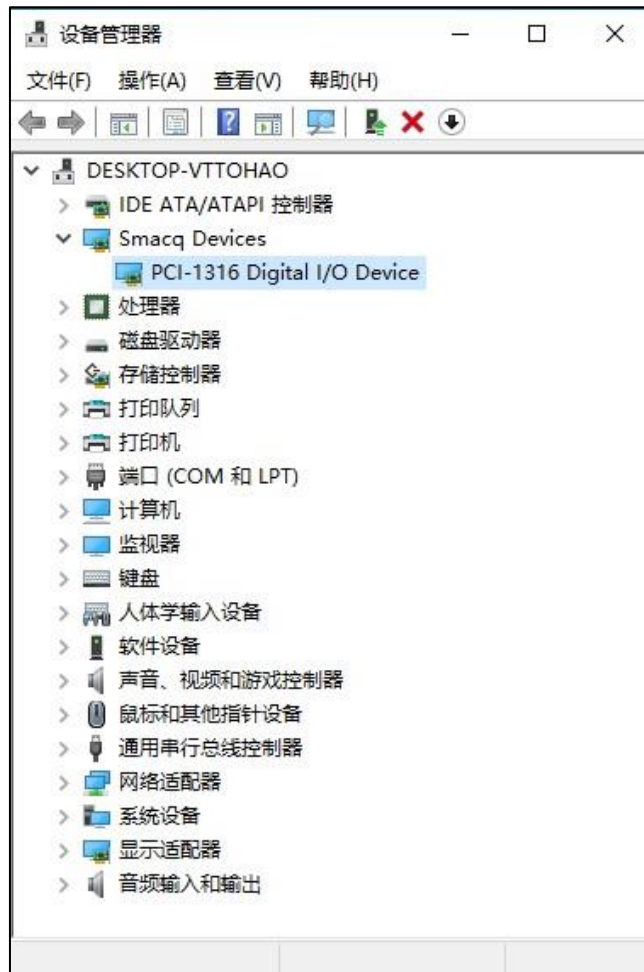 设备管理器
文件(F) 操作(A) 查看(V) 帮助(H)
DESKTOP-VTTOHAO
IDE ATA/ATAPI 控制器
Smacq Devices
PCI-1316 Digital I/O Device
处理器
磁盘驱动器
存储控制器
打印队列
打印机
端口 (COM 和 LPT)
计算机
监视器
键盘
人体学输入设备
软件设备
声音、视频和游戏控制器
鼠标和其他指针设备
通用串行总线控制器
网络适配器
系统设备
显示适配器
音频输入和输出